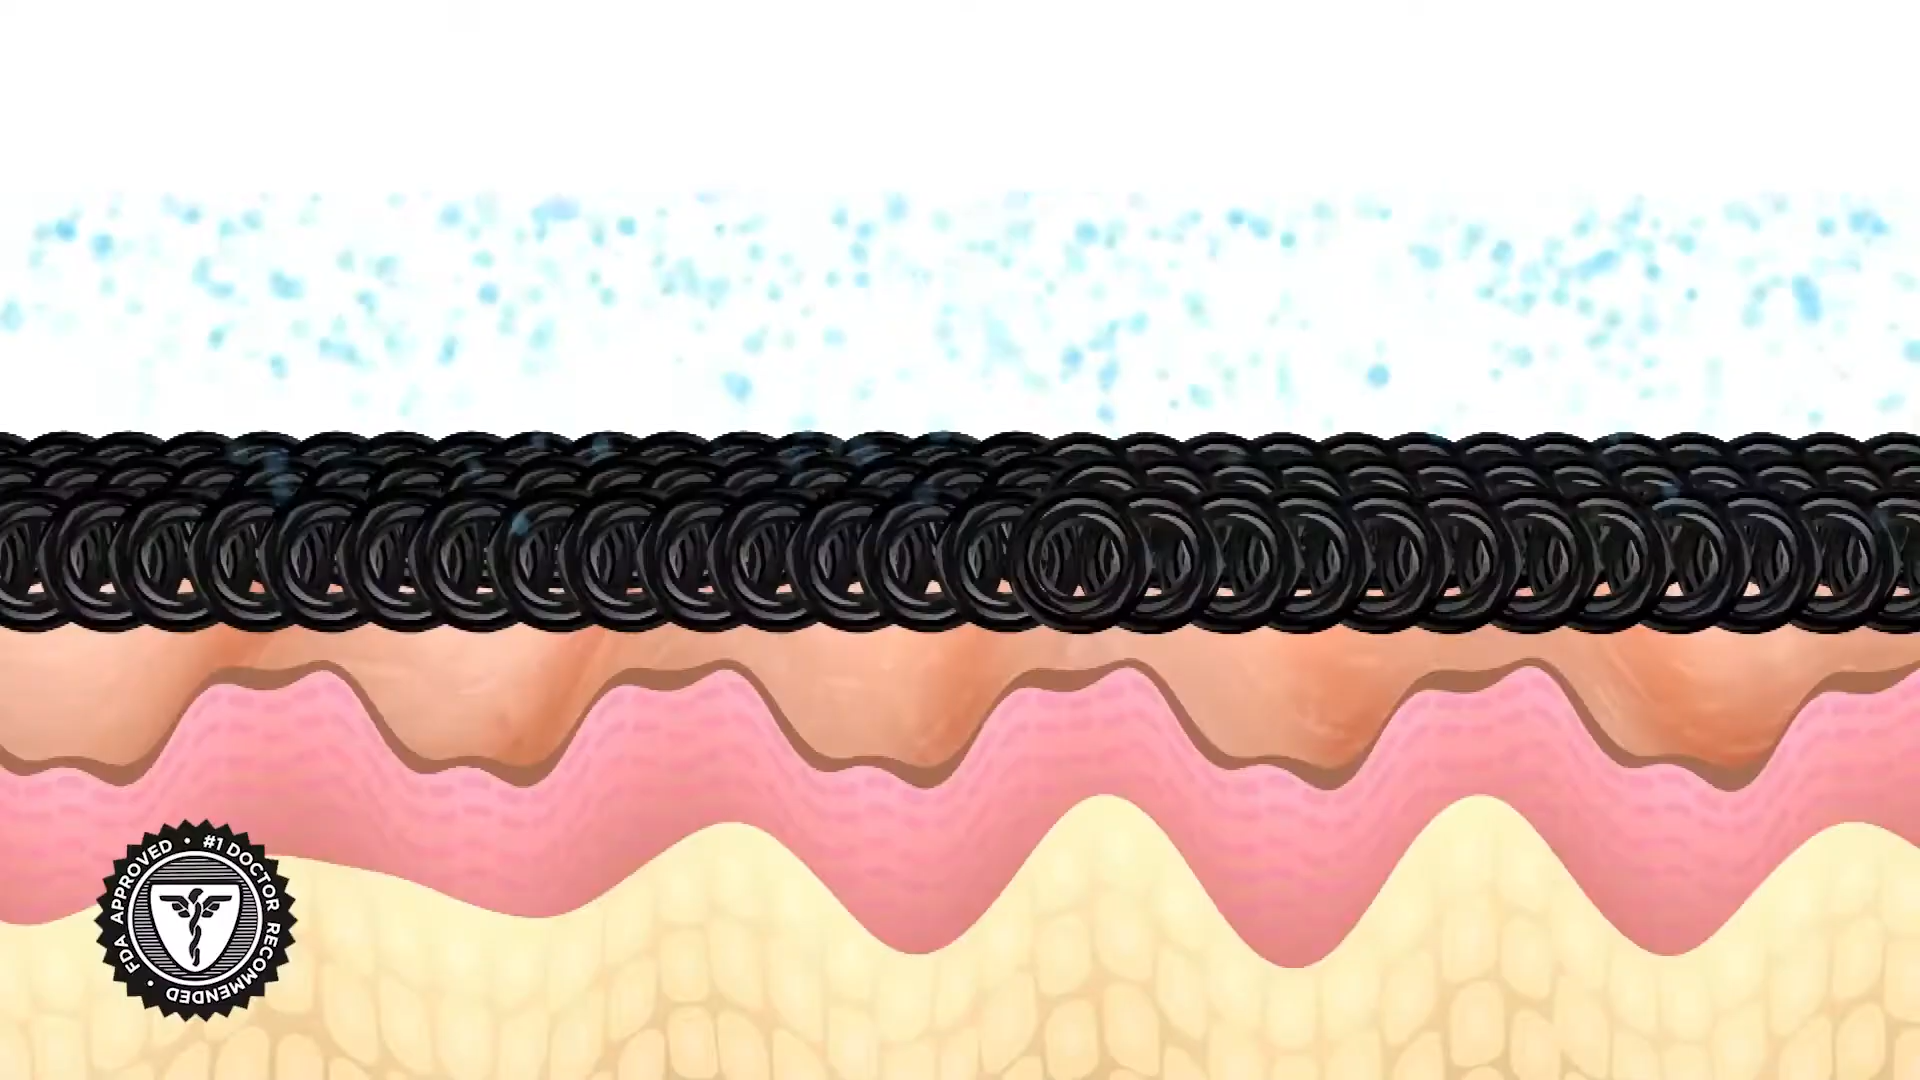 FDA APPROVED • #1 DOCTOR RECOMMENDED •